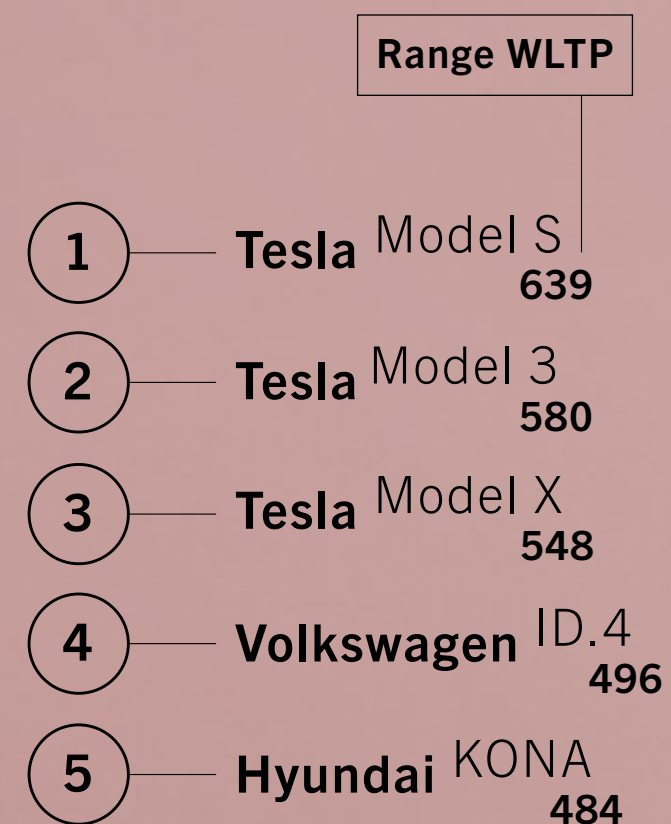 Range WLTP
1 Tesla Model S
639
2 Tesla Model 3
580
3 Tesla Model X
548
4 Volkswagen ID.4
496
5 Hyundai KONA
484